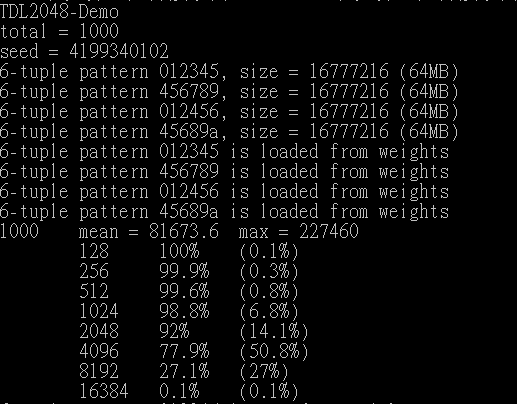 TDL2048-Demo
total = 1000
seed = 4199340102
6-tuple pattern 012345, size = 16777216 (64MB)
6-tuple pattern 456789, size = 16777216 (64MB)
6-tuple pattern 012456, size = 16777216 (64MB)
6-tuple pattern 45689a, size = 16777216 (64MB)
6-tuple pattern 012345 is loaded from weights
6-tuple pattern 456789 is loaded from weights
6-tuple pattern 012456 is loaded from weights
6-tuple pattern 45689a is loaded from weights
1000 mean = 81673.6 max = 227460
128 100% (0.1%)
256 99.9% (0.3%)
512 99.6% (0.8%)
1024 98.8% (6.8%)
2048 92% (14.1%)
4096 77.9% (50.8%)
8192 27.1% (27%)
16384 0.1% (0.1%)